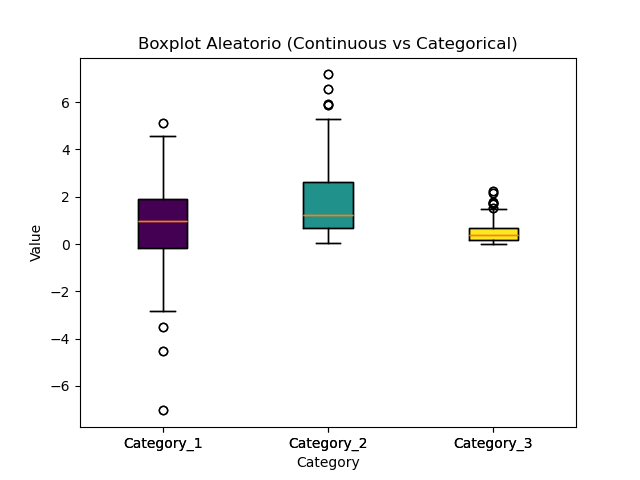 Boxplot Aleatorio (Continuous vs Categorical)
6
4
2
0
−2
−4
−6
Value
Category_1
Category_2
Category_3
Category